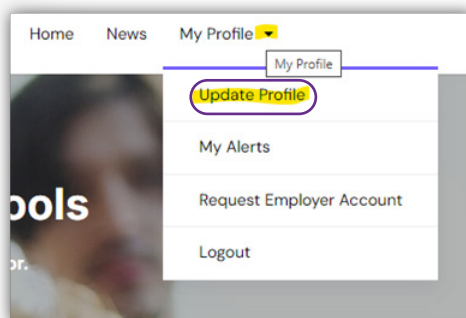 Home News My Profile
My Profile
Update Profile
My Alerts
ools
Request Employer Account
or.
Logout